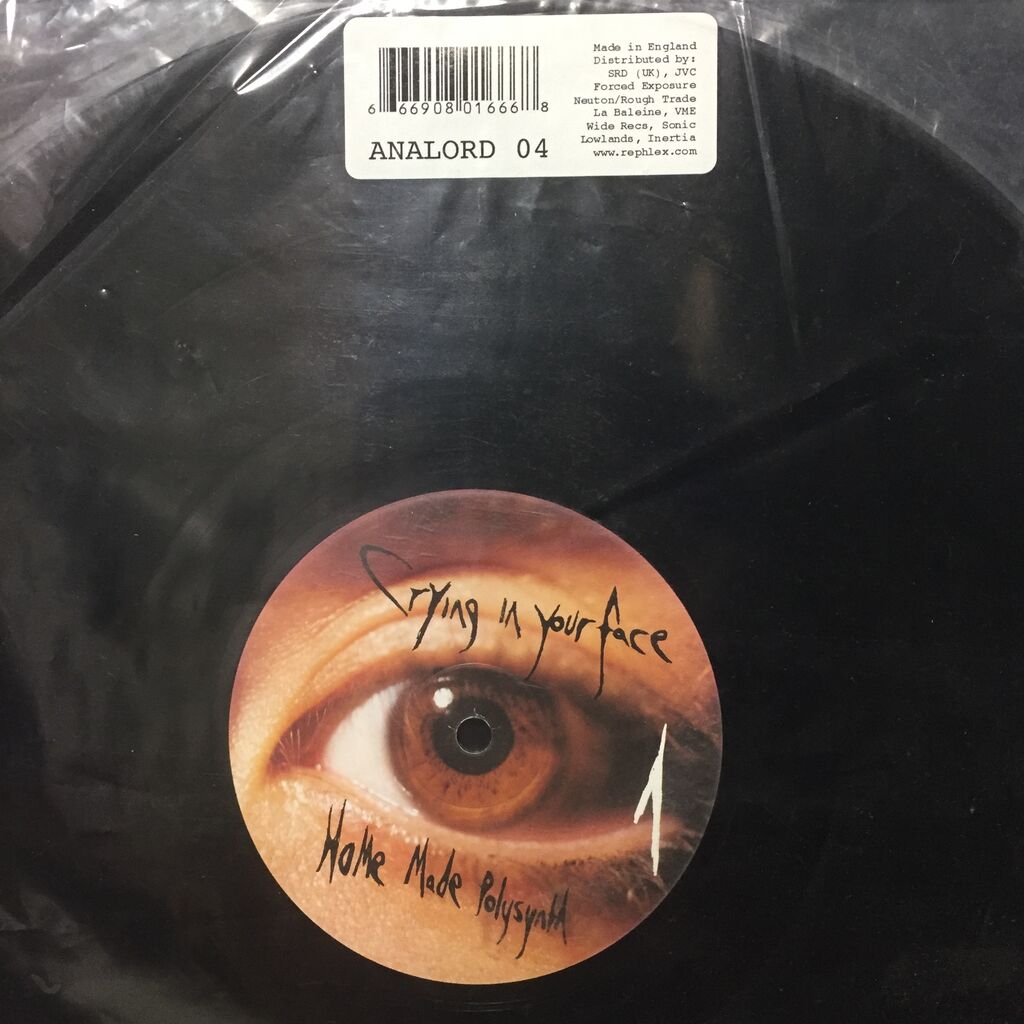 6 66908 01666 8
ANALORD 04
Made in England
Distributed by:
SRD (UK), JVC
Forced Exposure
Neuton/Rough Trade
La Baleine, VME
Wide Recs, Sonic
Lowlands, Inertia
www.rephlex.com
Crying in your face
1
Home Made Polysynth